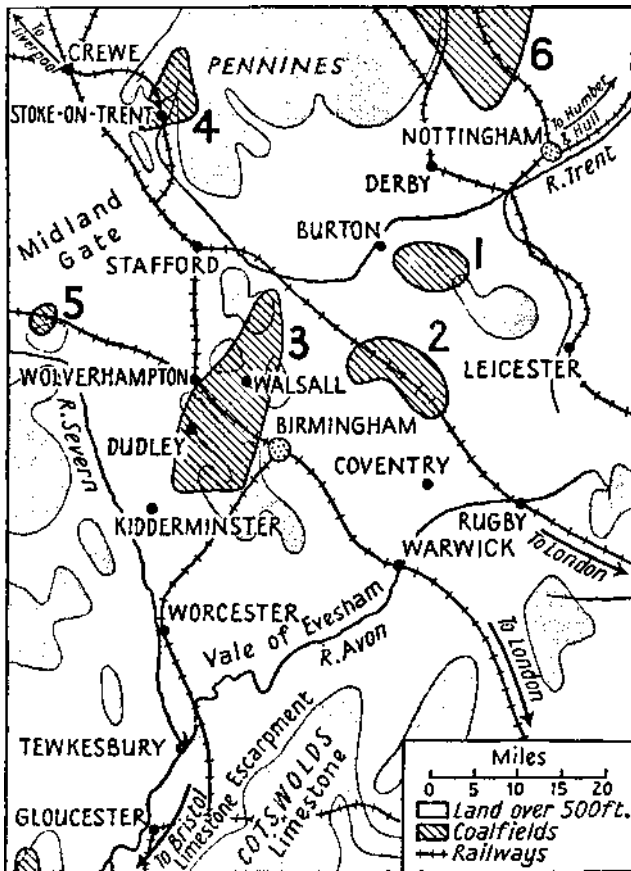 To Liverpool
CREWE
PENNINES
6
STOKE-ON-TRENT
4
NOTTINGHAM
To Humber & Hull
DERBY
R. Trent
Midland Gate
BURTON
STAFFORD
1
5
3
2
WOLVERHAMPTON
WALSALL
LEICESTER
R. Severn
BIRMINGHAM
DUDLEY
COVENTRY
KIDDERMINSTER
RUGBY
WARWICK
To London
WORCESTER
Vale of Evesham
R. Avon
To London
TEWKESBURY
Limestone Escarpment
COTSWOLDS
Limestone
GLOUCESTER
To Bristol
Miles
0 5 10 15 20
Land over 500ft.
Coalfields
Railways